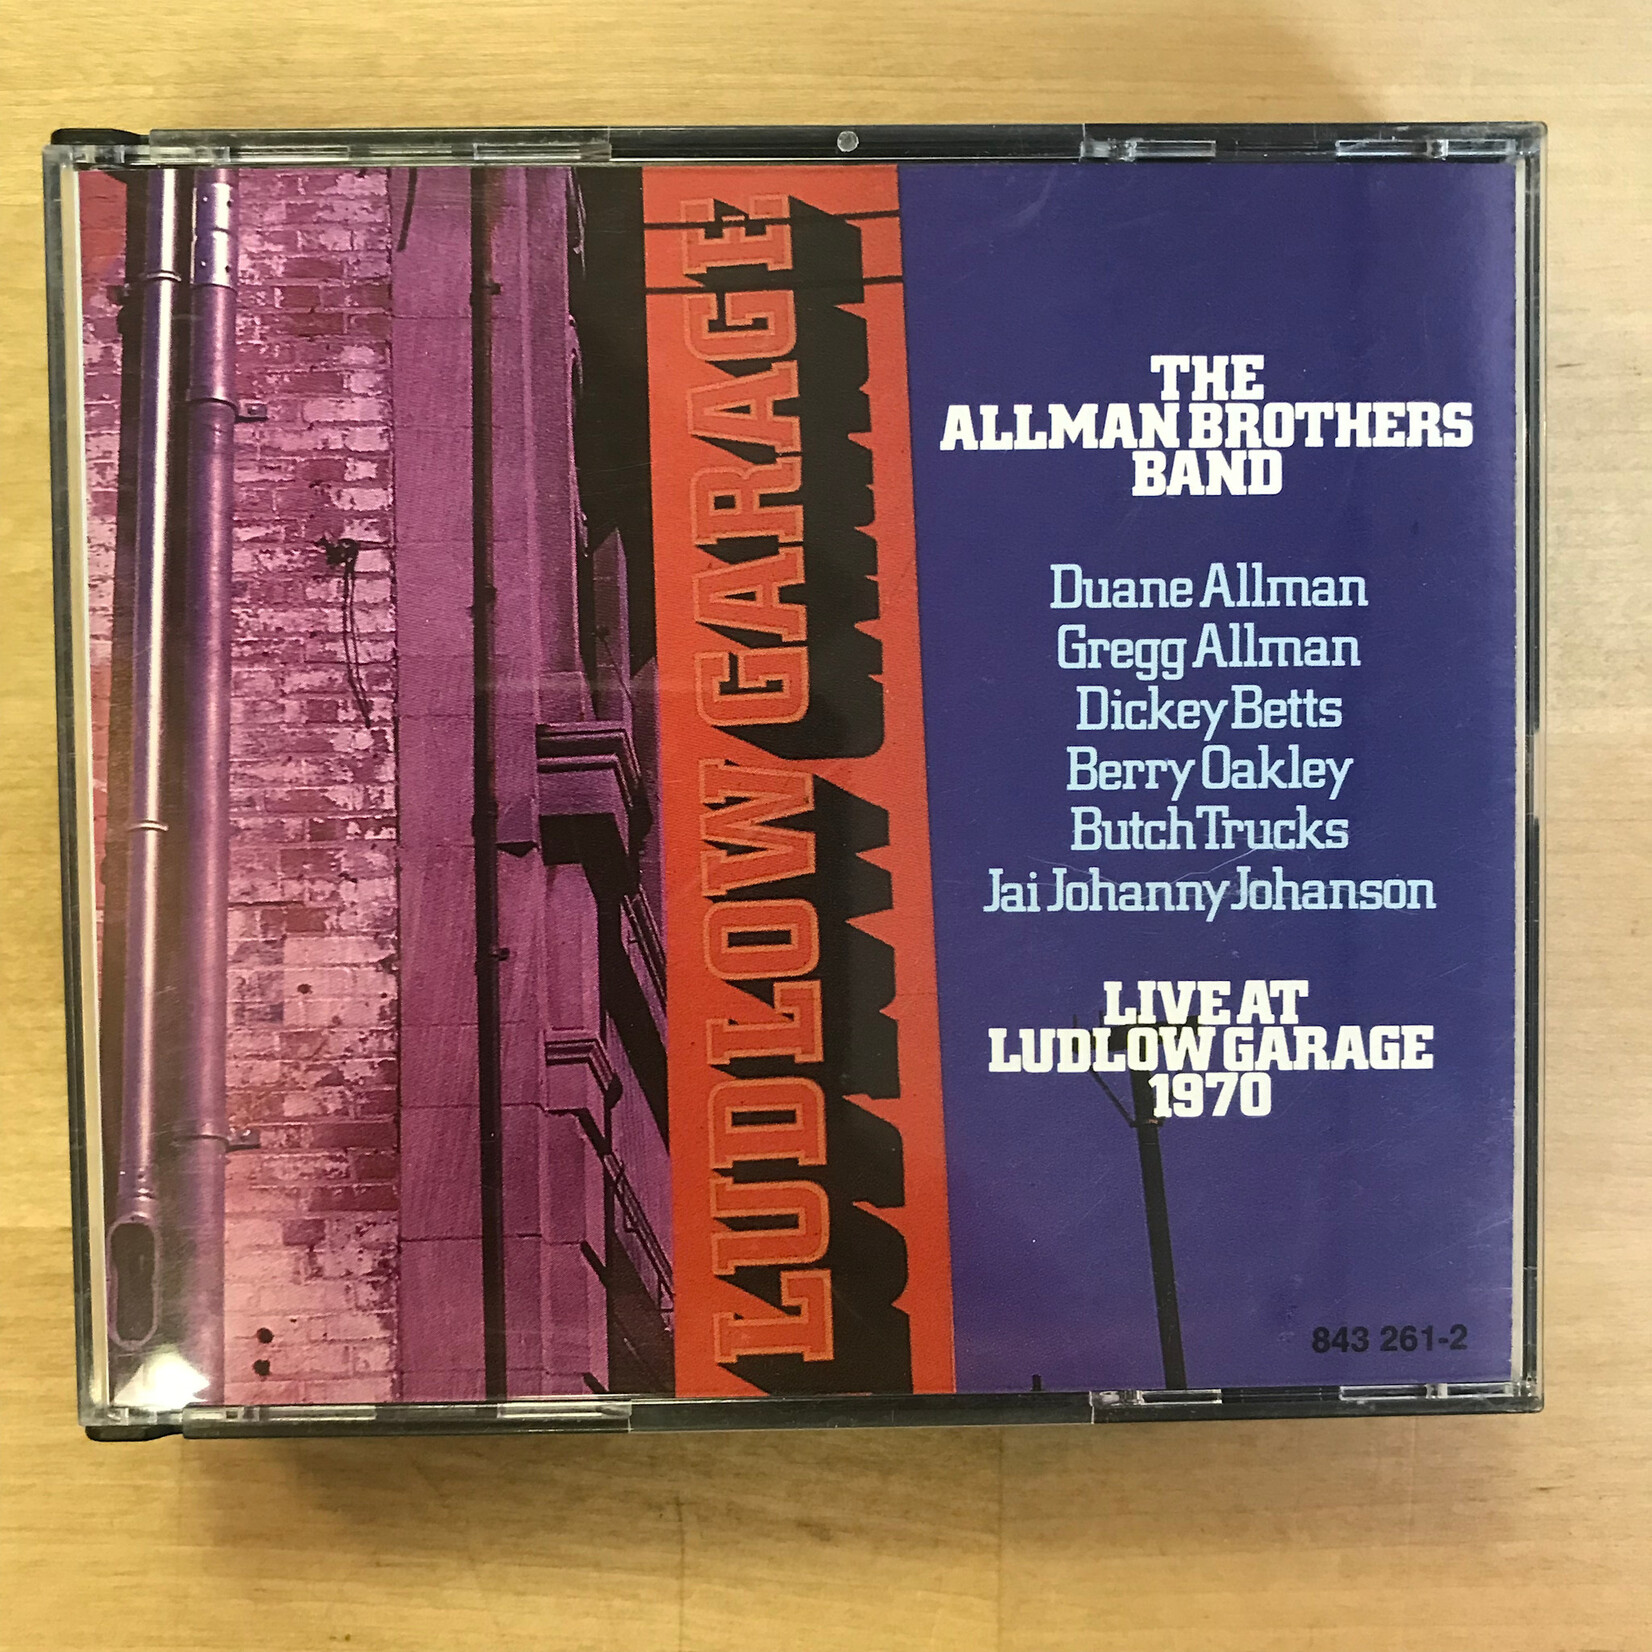 LUDLOW GARAGE
THE
ALLMAN BROTHERS
BAND
Duane Allman
Gregg Allman
Dickey Betts
Berry Oakley
Butch Trucks
Jai Johanny Johanson
LIVE AT
LUDLOW GARAGE
1970
843 261-2